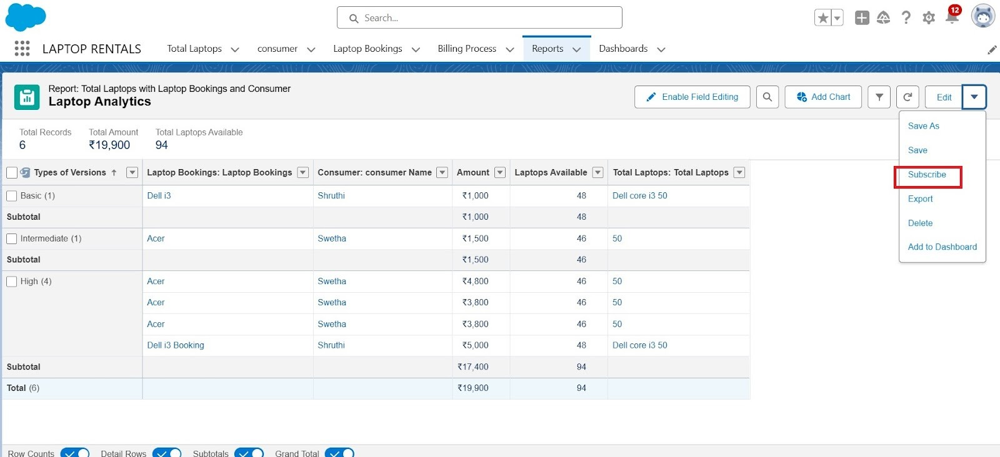 Search...
12
LAPTOP RENTALS Total Laptops consumer Laptop Bookings Billing Process Reports Dashboards
Report: Total Laptops with Laptop Bookings and Consumer
Laptop Analytics
Enable Field Editing Add Chart Edit
Save As
Save
Subscribe
Export
Delete
Add to Dashboard
Total Records Total Amount Total Laptops Available
6 ₹19,900 94
Types of Versions ↑ Laptop Bookings: Laptop Bookings Consumer: consumer Name Amount Laptops Available Total Laptops: Total Laptops
Basic (1) Dell i3 Shruthi ₹1,000 48 Dell core i3 50
Subtotal ₹1,000 48
Intermediate (1) Acer Swetha ₹1,500 46 50
Subtotal ₹1,500 46
High (4) Acer Swetha ₹4,800 46 50
Acer Swetha ₹3,800 46 50
Acer Swetha ₹3,800 46 50
Dell i3 Booking Shruthi ₹5,000 48 Dell core i3 50
Subtotal ₹17,400 94
Total (6) ₹19,900 94
Row Counts Detail Rows Subtotals Grand Total